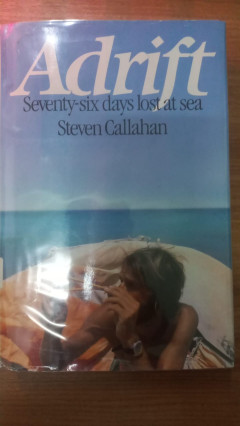 Adrift
Seventy-six days lost at sea
Steven Callahan